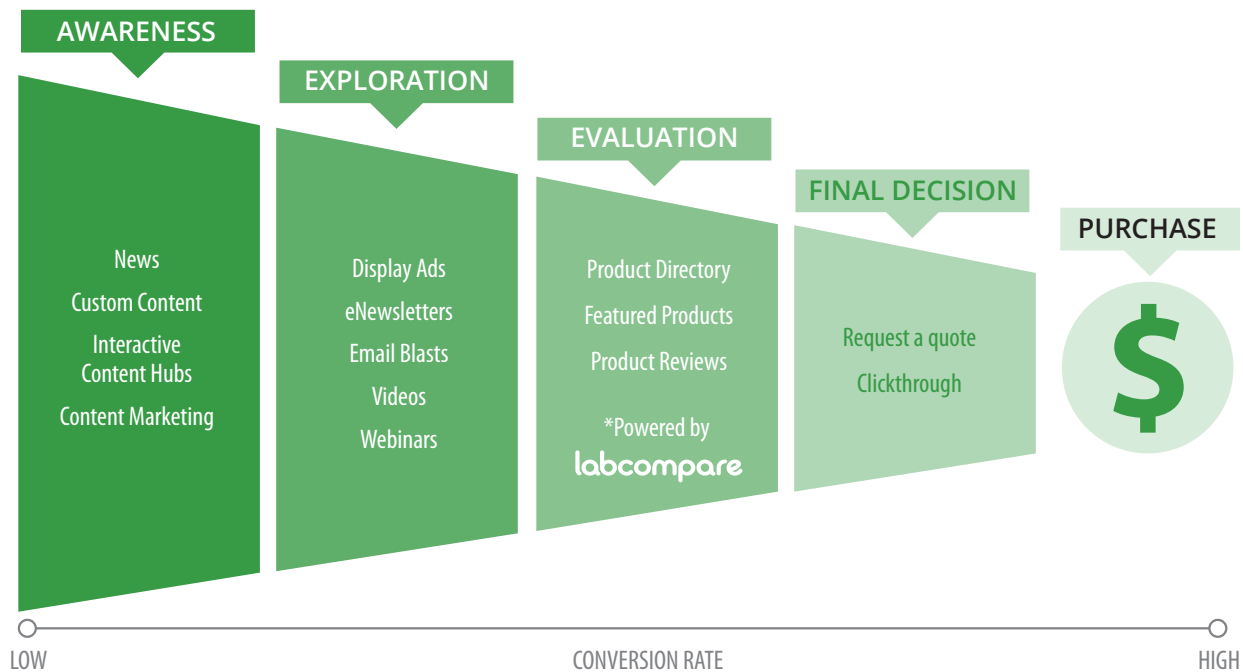 AWARENESS
News
Custom Content
Interactive
Content Hubs
Content Marketing
EXPLORATION
Display Ads
eNewsletters
Email Blasts
Videos
Webinars
EVALUATION
Product Directory
Featured Products
Product Reviews
*Powered by
labcompare
FINAL DECISION
Request a quote
Clickthrough
PURCHASE
$
LOW
CONVERSION RATE
HIGH